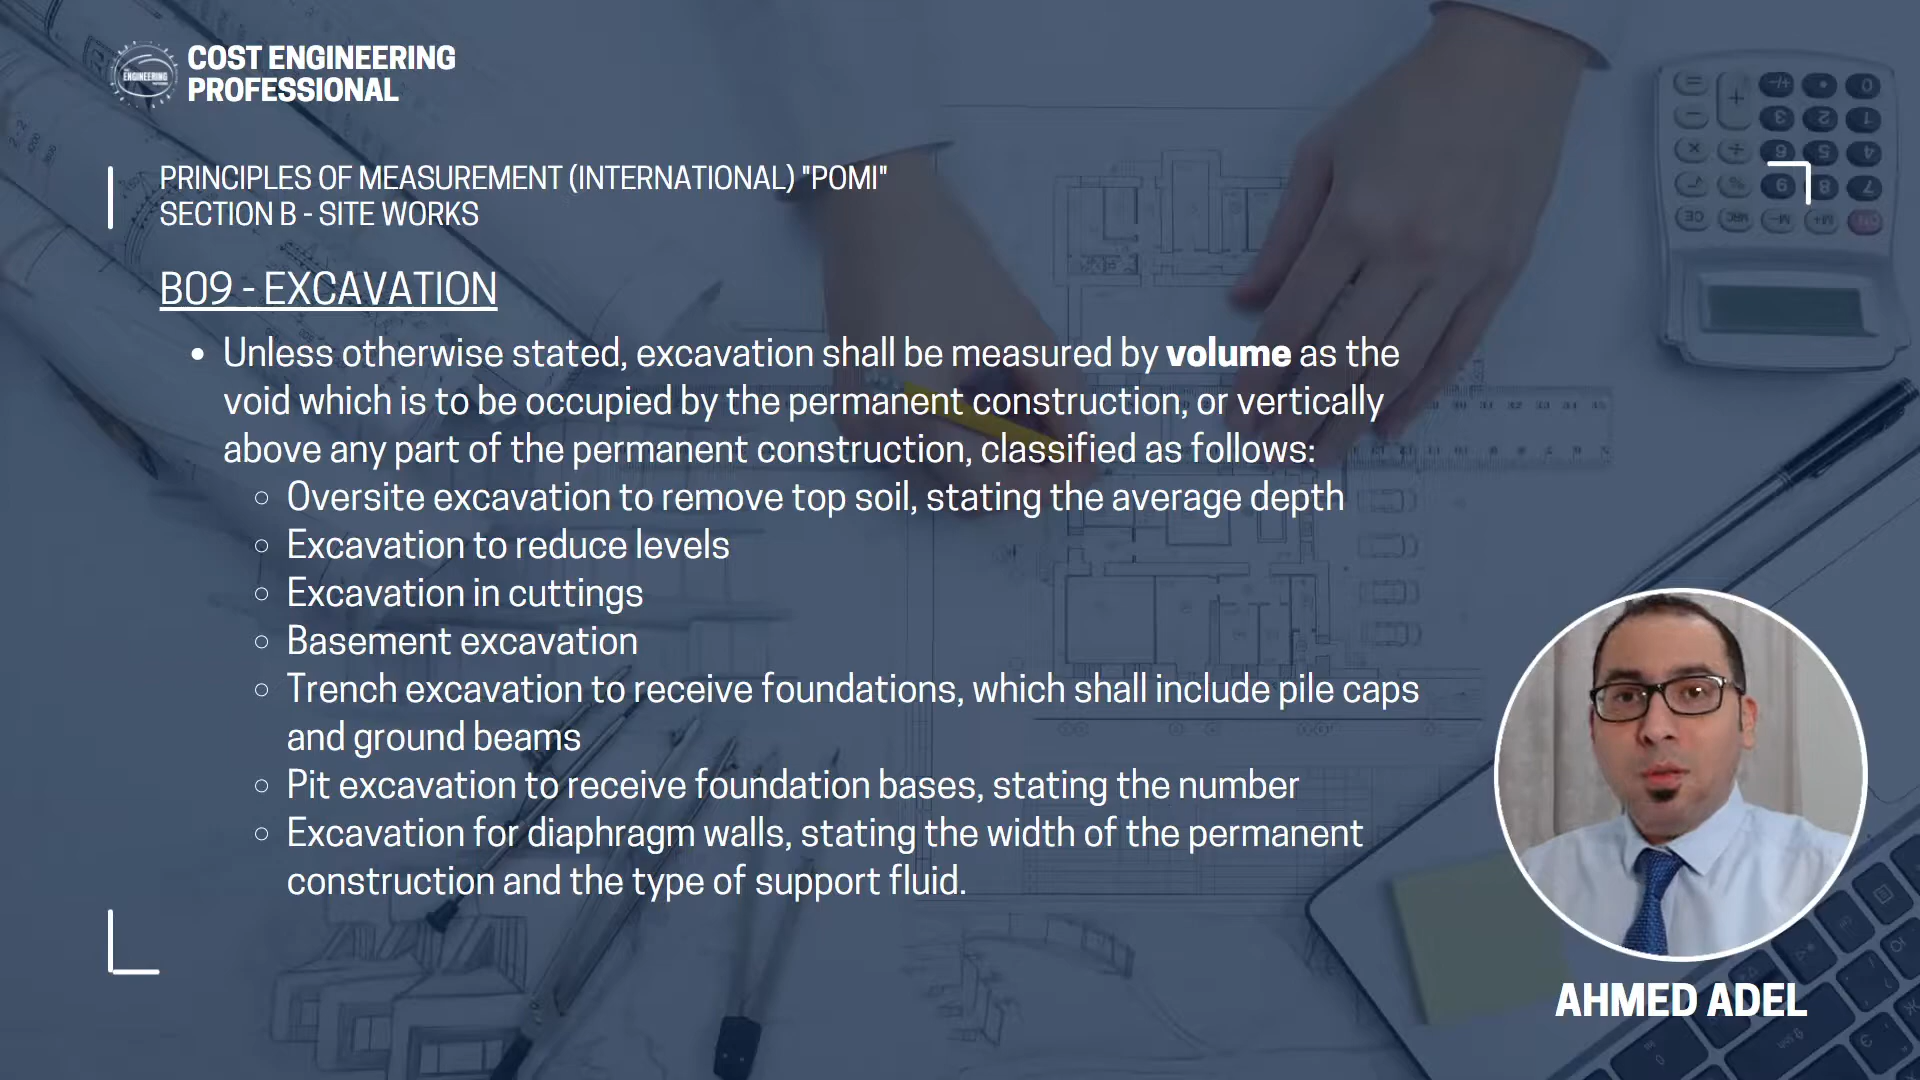 ENGINEERING
COST ENGINEERING
PROFESSIONAL
PRINCIPLES OF MEASUREMENT (INTERNATIONAL) "POMI"
SECTION B - SITE WORKS
B09 - EXCAVATION
• Unless otherwise stated, excavation shall be measured by volume as the
void which is to be occupied by the permanent construction, or vertically
above any part of the permanent construction, classified as follows:
○ Oversite excavation to remove top soil, stating the average depth
○ Excavation to reduce levels
○ Excavation in cuttings
○ Basement excavation
○ Trench excavation to receive foundations, which shall include pile caps
and ground beams
○ Pit excavation to receive foundation bases, stating the number
○ Excavation for diaphragm walls, stating the width of the permanent
construction and the type of support fluid.
AHMED ADEL